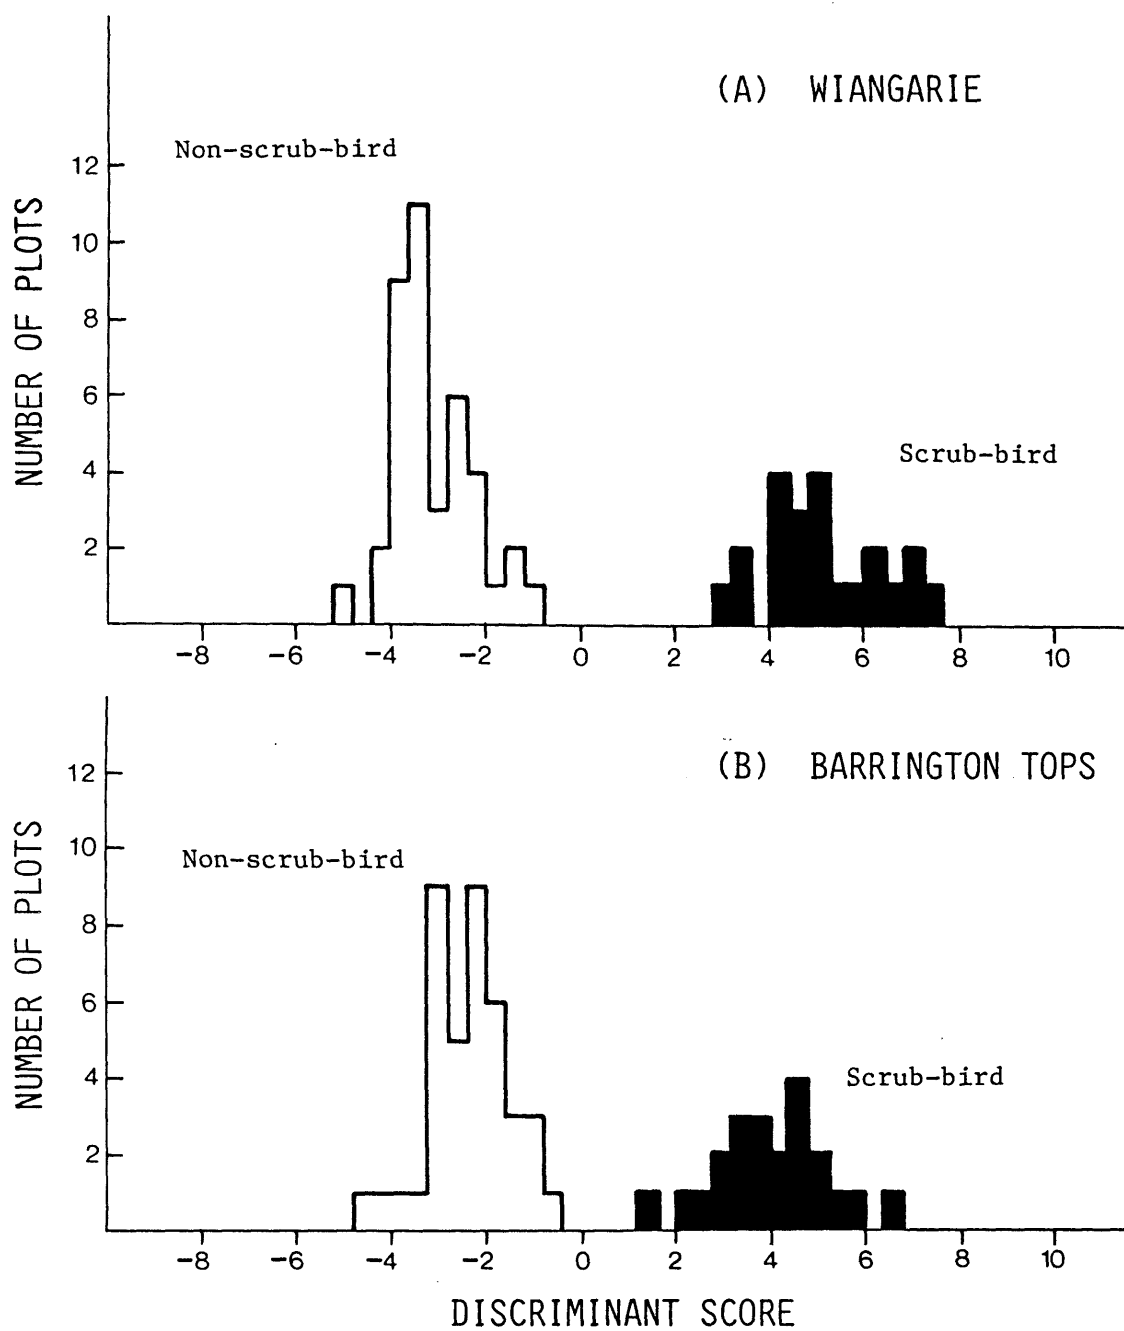 (A) WIANGARIE
Non-scrub-bird
Scrub-bird
NUMBER OF PLOTS
12
10
8
6
4
2
-8 -6 -4 -2 0 2 4 6 8 10
(B) BARRINGTON TOPS
Non-scrub-bird
Scrub-bird
NUMBER OF PLOTS
12
10
8
6
4
2
-8 -6 -4 -2 0 2 4 6 8 10
DISCRIMINANT SCORE